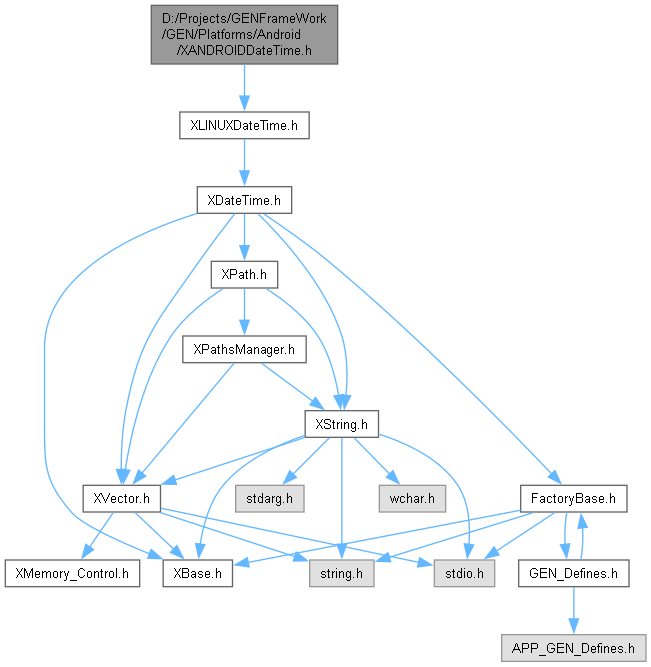 D:/Projects/GENFrameWork
/GEN/Platforms/Android
/XANDROIDDateTime.h
XLINUXDateTime.h
XDateTime.h
XPath.h
XPathsManager.h
XString.h
XVector.h
stdarg.h
wchar.h
FactoryBase.h
XMemory_Control.h
XBase.h
string.h
stdio.h
GEN_Defines.h
APP_GEN_Defines.h